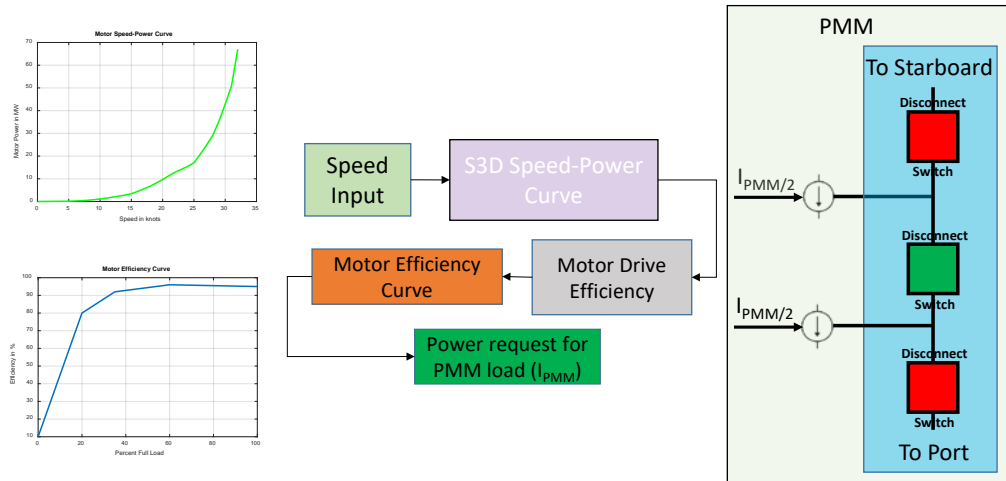 Motor Speed-Power Curve
70
60
50
40
30
20
10
0
Motor Power in MW
0 5 10 15 20 25 30 35
Speed in knots
Motor Efficiency Curve
100
90
80
70
60
50
40
30
20
10
Efficiency in %
0 20 40 60 80 100
Percent Full Load
Speed
Input
S3D Speed-Power
Curve
Motor Efficiency
Curve
Motor Drive
Efficiency
Power request for
PMM load (I_PMM)
PMM
To Starboard
Disconnect
Switch
I_PMM/2
Disconnect
Switch
I_PMM/2
Disconnect
Switch
To Port